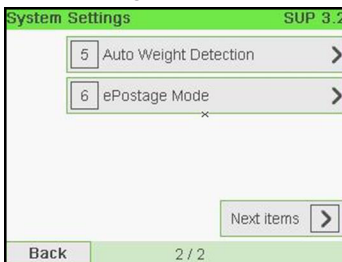 System Settings SUP 3.2
5 Auto Weight Detection >
6 ePostage Mode >
Next items >
Back 2 / 2